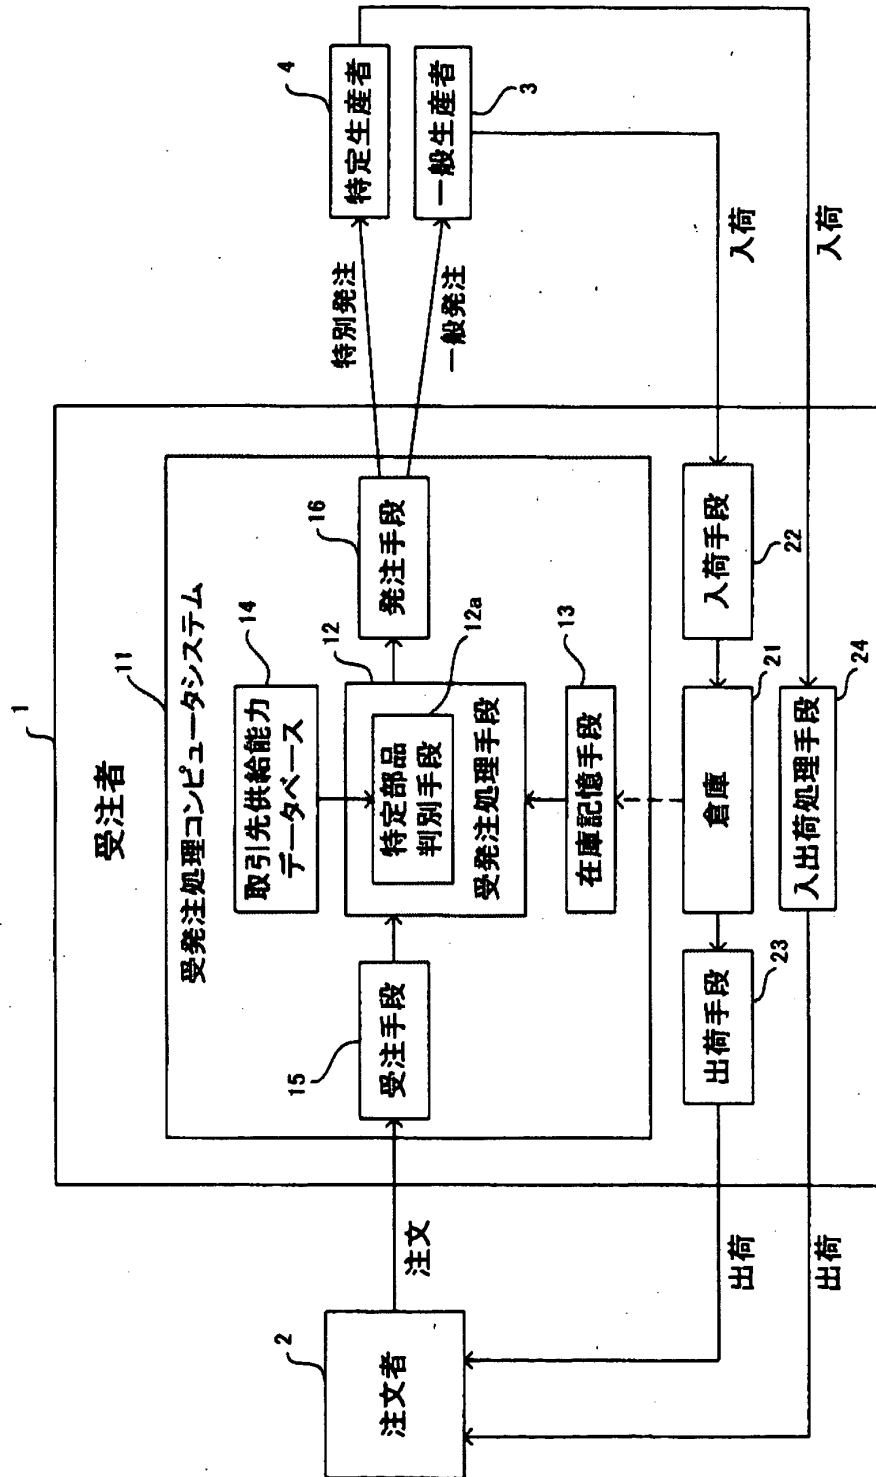 1
受注者
11
受発注処理コンピュータシステム
14
取引先供給能力
データベース
12
12a
特定部品
判別手段
受発注処理手段
13
在庫記憶手段
15
受注手段
16
発注手段
2
注文者
注文
特別発注
一般発注
4
特定生産者
3
一般生産者
入荷
入荷
22
入荷手段
21
倉庫
23
出荷手段
24
入出荷処理手段
出荷
出荷